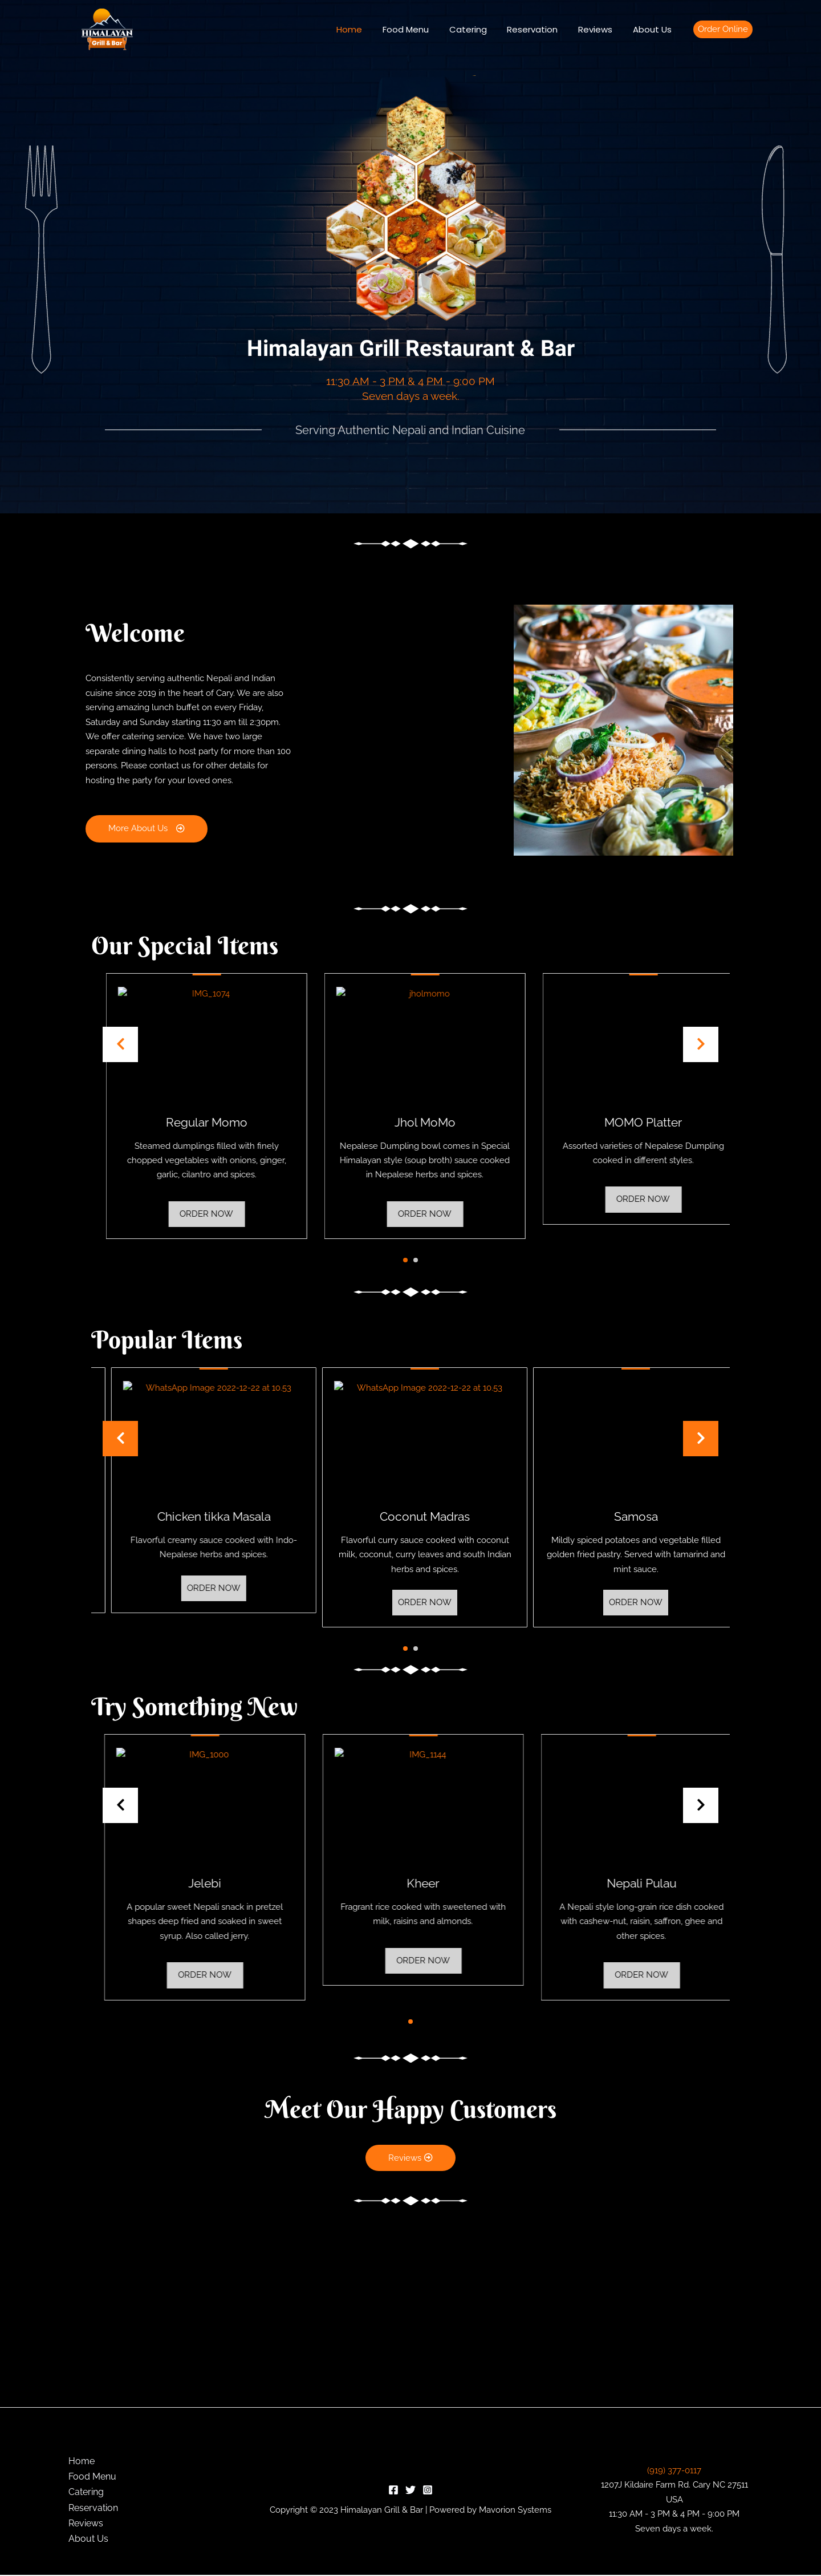 HIMALAYAN
Grill & Bar
Home
Food Menu
Catering
Reservation
Reviews
About Us
Order Online
Himalayan Grill Restaurant & Bar
11:30 AM - 3 PM & 4 PM - 9:00 PM
Seven days a week.
Serving Authentic Nepali and Indian Cuisine
Welcome
Consistently serving authentic Nepali and Indian
cuisine since 2019 in the heart of Cary. We are also
serving amazing lunch buffet on every Friday,
Saturday and Sunday starting 11:30 am till 2:30pm.
We offer catering service. We have two large
separate dining halls to host party for more than 100
persons. Please contact us for other details for
hosting the party for your loved ones.
More About Us
Our Special Items
IMG_1074
Regular Momo
Steamed dumplings filled with finely
chopped vegetables with onions, ginger,
garlic, cilantro and spices.
ORDER NOW
jholmomo
Jhol MoMo
Nepalese Dumpling bowl comes in Special
Himalayan style (soup broth) sauce cooked
in Nepalese herbs and spices.
ORDER NOW
MOMO Platter
Assorted varieties of Nepalese Dumpling
cooked in different styles.
ORDER NOW
Popular Items
WhatsApp Image 2022-12-22 at 10.53
Chicken tikka Masala
Flavorful creamy sauce cooked with Indo-
Nepalese herbs and spices.
ORDER NOW
WhatsApp Image 2022-12-22 at 10.53
Coconut Madras
Flavorful curry sauce cooked with coconut
milk, coconut, curry leaves and south Indian
herbs and spices.
ORDER NOW
Samosa
Mildly spiced potatoes and vegetable filled
golden fried pastry. Served with tamarind and
mint sauce.
ORDER NOW
Try Something New
IMG_1000
Jelebi
A popular sweet Nepali snack in pretzel
shapes deep fried and soaked in sweet
syrup. Also called jerry.
ORDER NOW
IMG_1144
Kheer
Fragrant rice cooked with sweetened with
milk, raisins and almonds.
ORDER NOW
Nepali Pulau
A Nepali style long-grain rice dish cooked
with cashew-nut, raisin, saffron, ghee and
other spices.
ORDER NOW
Meet Our Happy Customers
Reviews
Home
Food Menu
Catering
Reservation
Reviews
About Us
Copyright © 2023 Himalayan Grill & Bar | Powered by Mavorion Systems
(919) 377-0117
1207J Kildaire Farm Rd. Cary NC 27511
USA
11:30 AM - 3 PM & 4 PM - 9:00 PM
Seven days a week.